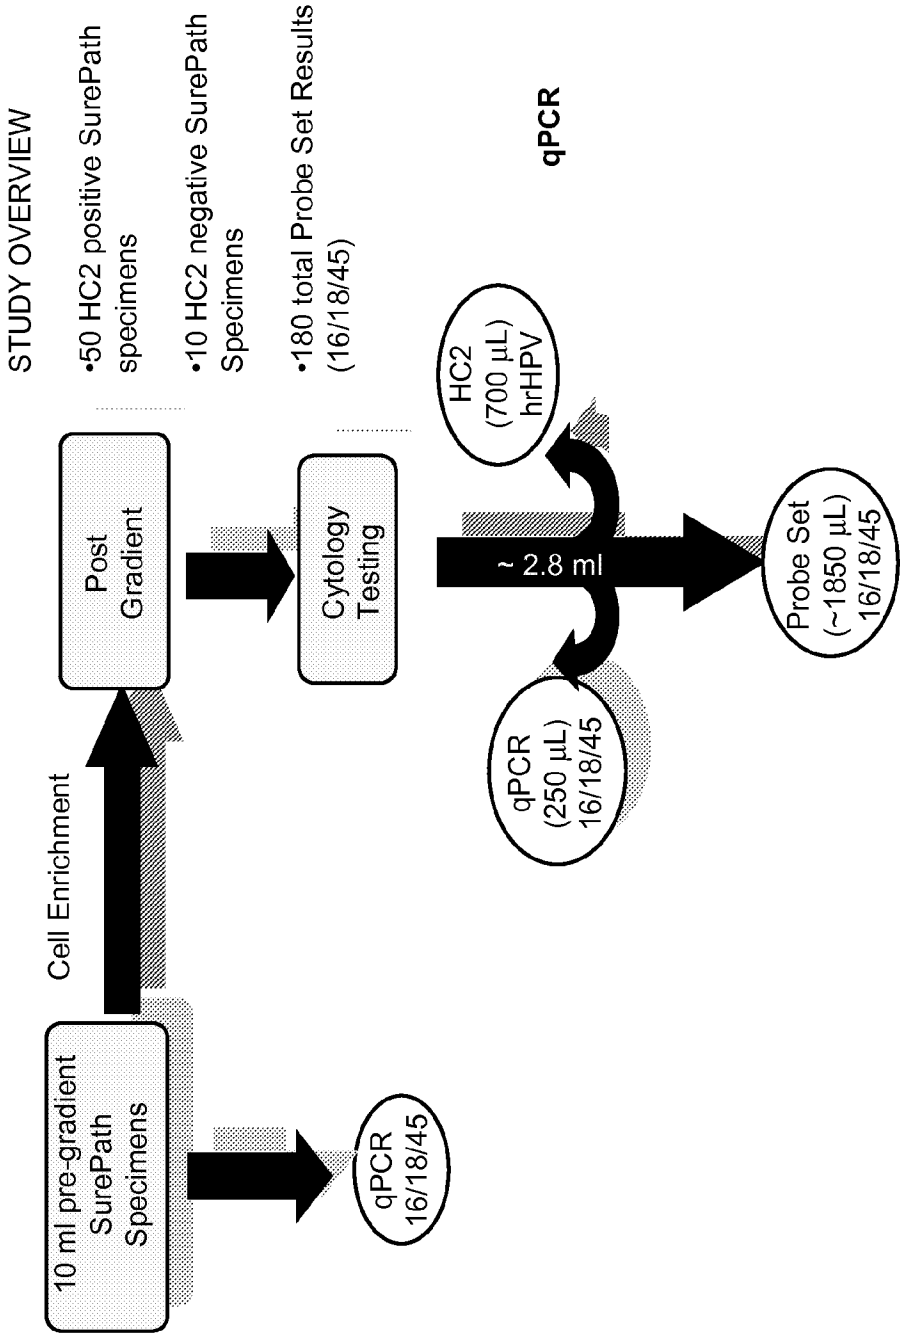 STUDY OVERVIEW
•50 HC2 positive SurePath
specimens
•10 HC2 negative SurePath
Specimens
•180 total Probe Set Results
(16/18/45)
10 ml pre-gradient
SurePath
Specimens
Cell Enrichment
Post
Gradient
Cytology
Testing
qPCR
16/18/45
~ 2.8 ml
qPCR
(250 µL)
16/18/45
HC2
(700 µL)
hrHPV
Probe Set
(~1850 µL)
16/18/45
qPCR